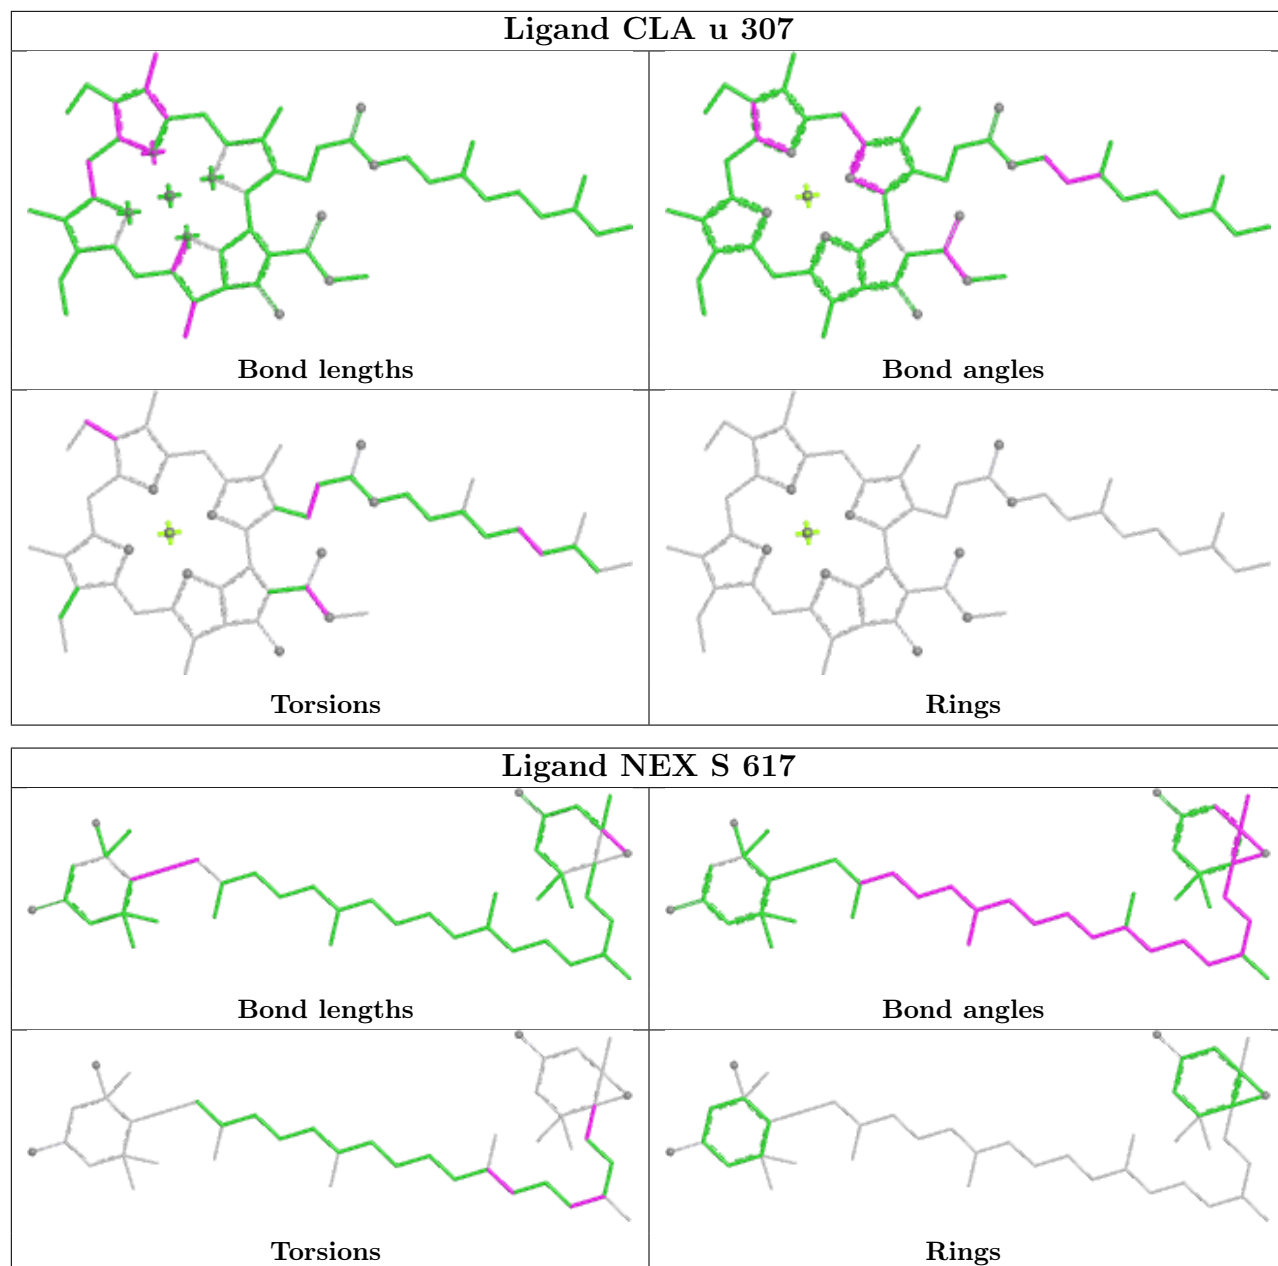 Ligand CLA u 307
Bond lengths
Bond angles
Torsions
Rings
Ligand NEX S 617
Bond lengths
Bond angles
Torsions
Rings